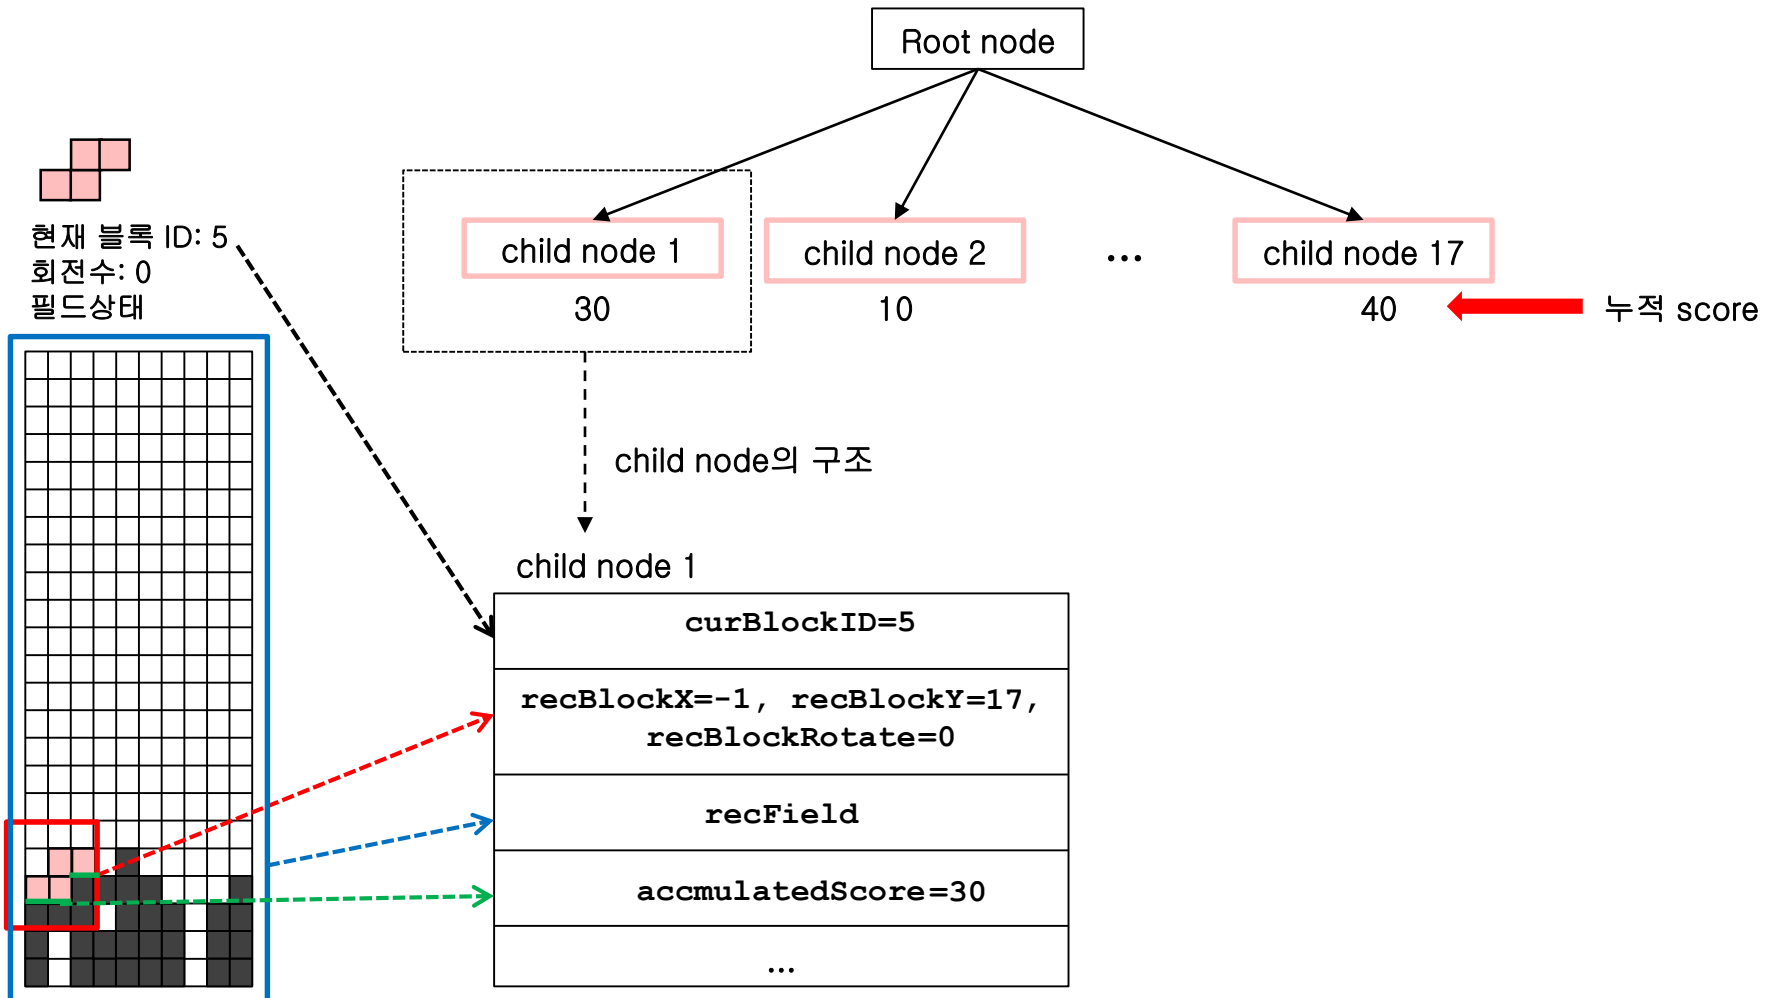 Root node
현재 블록 ID: 5
회전수: 0
필드상태
child node 1
child node 2
...
child node 17
30
10
40
누적 score
child node의 구조
child node 1
curBlockID=5
recBlockX=-1, recBlockY=17,
recBlockRotate=0
recField
accmulatedScore=30
...